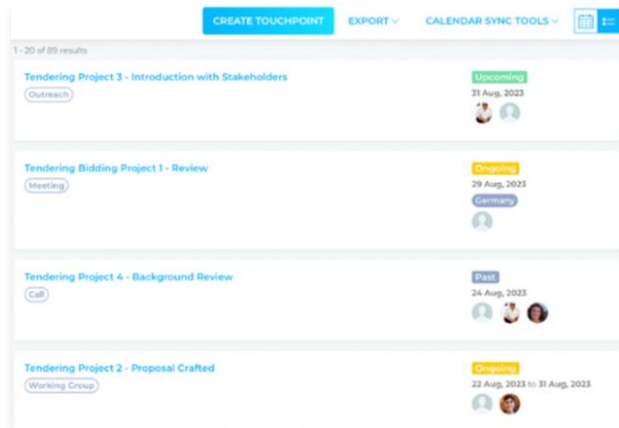 CREATE TOUCHPOINT EXPORT CALENDAR SYNC TOOLS
1 - 20 of 89 results
Tendering Project 3 - Introduction with Stakeholders
Outreach
Upcoming
31 Aug, 2023
Tendering Bidding Project 1 - Review
Meeting
Ongoing
29 Aug, 2023
Germany
Tendering Project 4 - Background Review
Call
Past
24 Aug, 2023
Tendering Project 2 - Proposal Crafted
Working Group
Ongoing
22 Aug, 2023 to 31 Aug, 2023